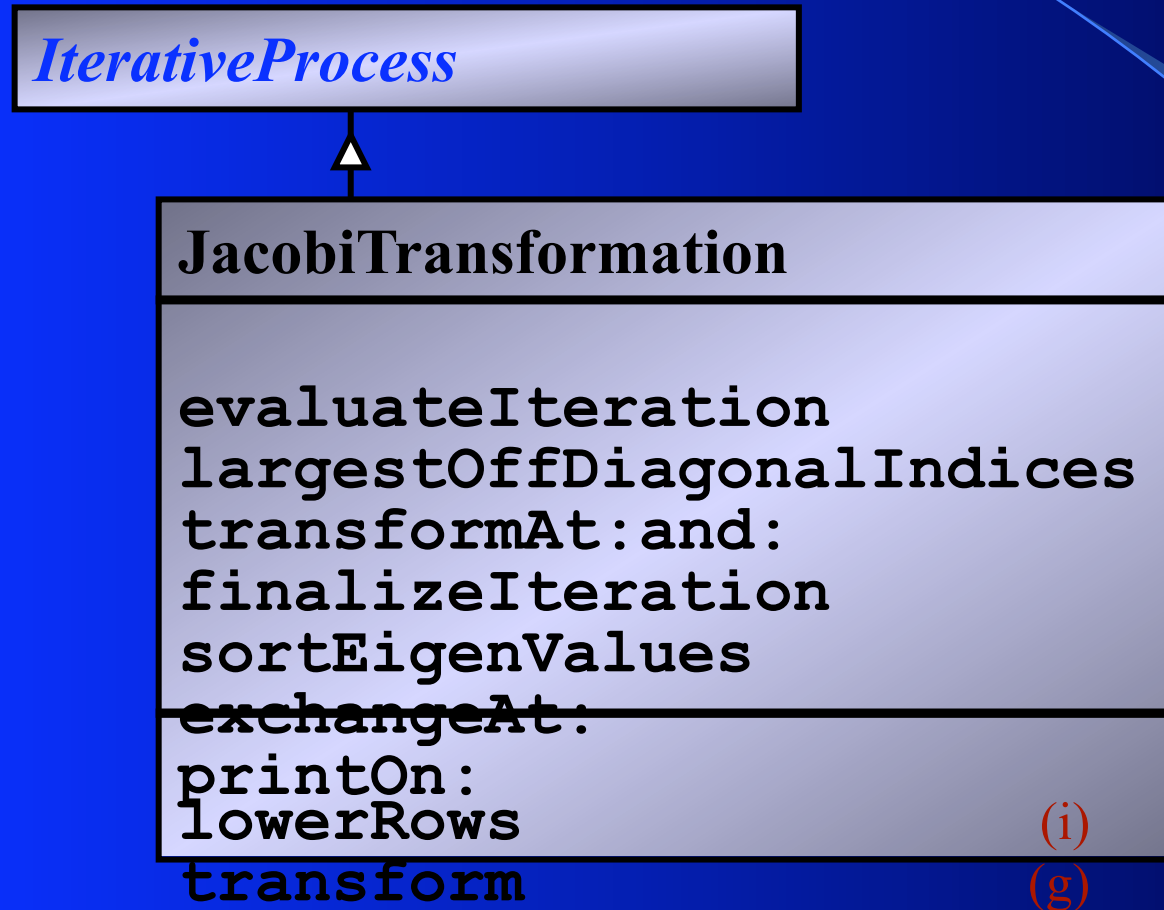 IterativeProcess
JacobiTransformation
evaluateIteration
largestOffDiagonalIndices
transformAt:and:
finalizeIteration
sortEigenValues
exchangeAt:
printOn:
lowerRows (i)
transform (g)